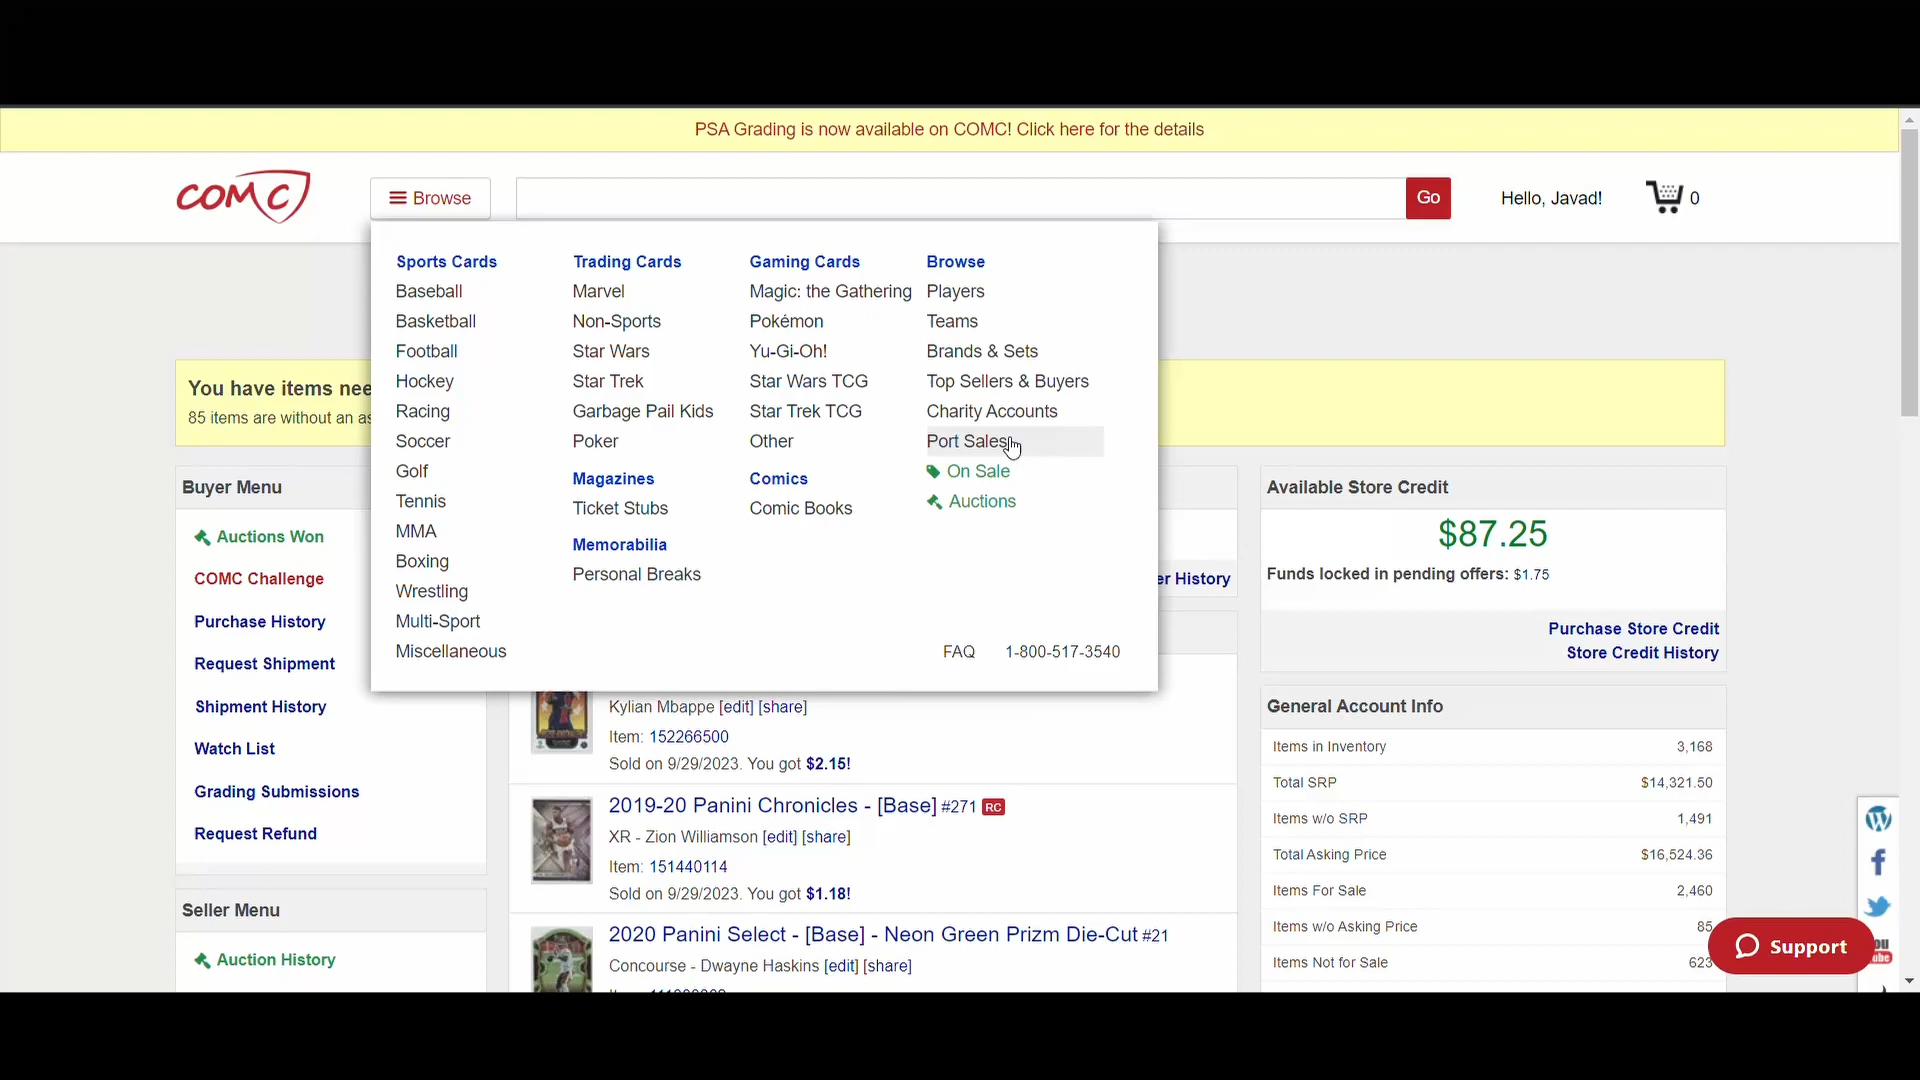 PSA Grading is now available on COMC! Click here for the details
COMC
Browse
Go
Hello, Javad!
0
Sports Cards
Baseball
Basketball
Football
Hockey
Racing
Soccer
Golf
Tennis
MMA
Boxing
Wrestling
Multi-Sport
Miscellaneous
Trading Cards
Marvel
Non-Sports
Star Wars
Star Trek
Garbage Pail Kids
Poker
Magazines
Ticket Stubs
Memorabilia
Personal Breaks
Gaming Cards
Magic: the Gathering
Pokémon
Yu-Gi-Oh!
Star Wars TCG
Star Trek TCG
Other
Comics
Comic Books
Browse
Players
Teams
Brands & Sets
Top Sellers & Buyers
Charity Accounts
Port Sales
On Sale
Auctions
FAQ 1-800-517-3540
You have items nee
85 items are without an as
Buyer Menu
Auctions Won
COMC Challenge
Purchase History
Request Shipment
Shipment History
Watch List
Grading Submissions
Request Refund
Seller Menu
Auction History
er History
Kylian Mbappe [edit] [share]
Item: 152266500
Sold on 9/29/2023. You got $2.15!
2019-20 Panini Chronicles - [Base] #271 RC
XR - Zion Williamson [edit] [share]
Item: 151440114
Sold on 9/29/2023. You got $1.18!
2020 Panini Select - [Base] - Neon Green Prizm Die-Cut #21
Concourse - Dwayne Haskins [edit] [share]
Available Store Credit
$87.25
Funds locked in pending offers: $1.75
Purchase Store Credit
Store Credit History
General Account Info
Items in Inventory 3,168
Total SRP $14,321.50
Items w/o SRP 1,491
Total Asking Price $16,524.36
Items For Sale 2,460
Items w/o Asking Price 85
Items Not for Sale 623
Support